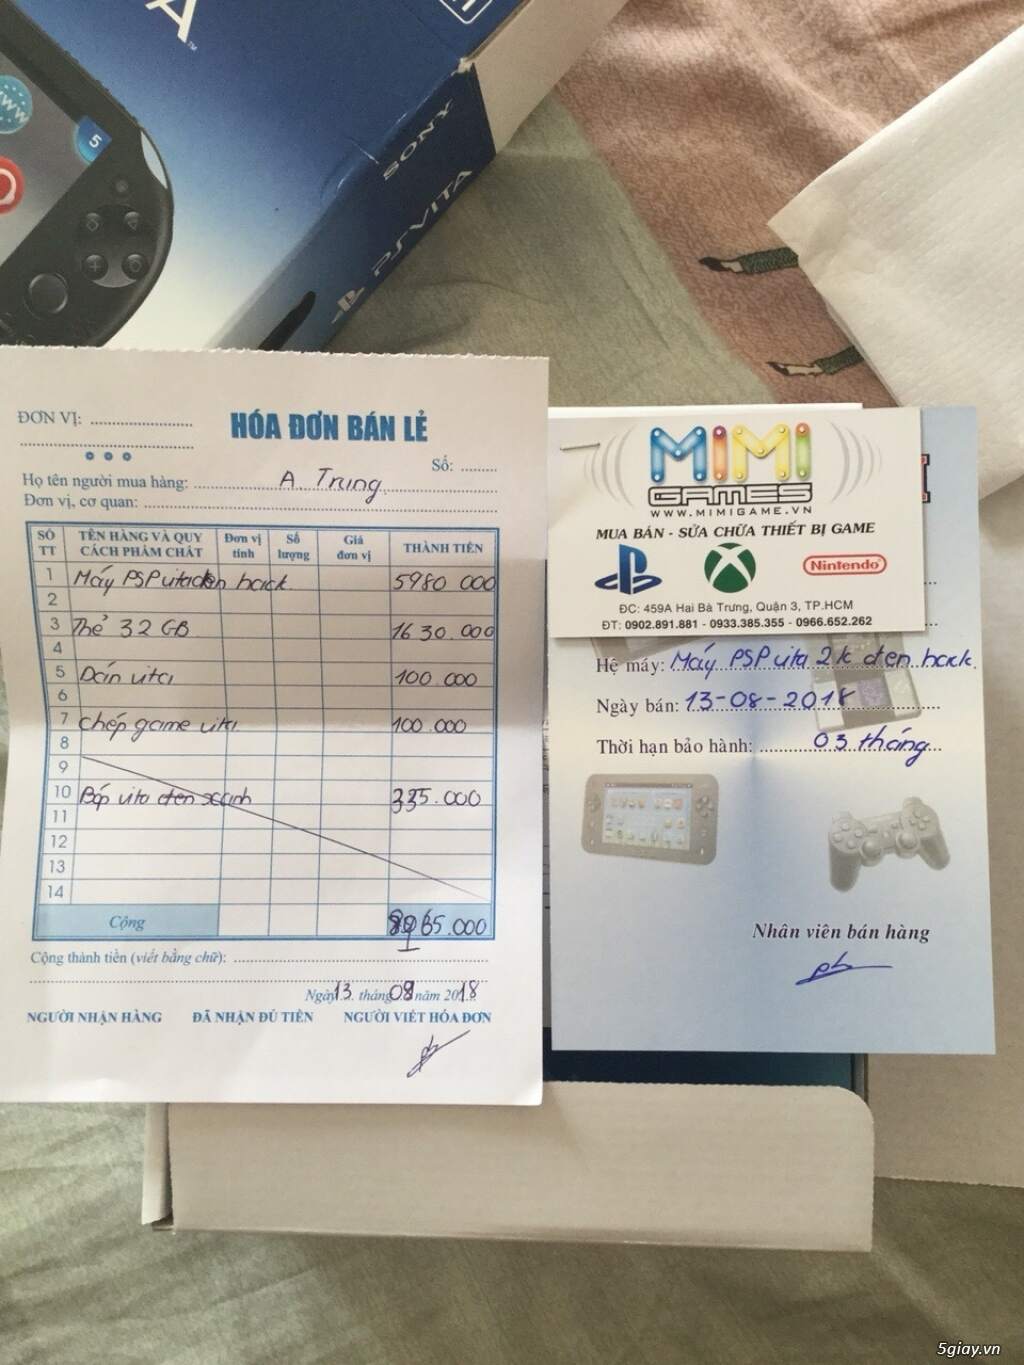 A™
www
5
SONY
PSVITA
ĐƠN VỊ: 
HÓA ĐƠN BÁN LẺ
Số:
Họ tên người mua hàng: A Trung
Đơn vị, cơ quan:
SỐ TT TÊN HÀNG VÀ QUY CÁCH PHẨM CHẤT Đơn vị tính Số lượng Giá đơn vị THÀNH TIỀN
1 Máy PSP vita đen hack 5980 000
2
3 Thẻ 32 GB 1630.000
4
5 Dán vita 100.000
6
7 chép game vita 100.000
8
9
10 Bóp vita đen xanh 335.000
11
12
13
14
Cộng 65.000
Cộng thành tiền (viết bằng chữ):
Ngày 13 tháng 08 năm 2018
NGƯỜI NHẬN HÀNG ĐÃ NHẬN ĐỦ TIỀN NGƯỜI VIẾT HÓA ĐƠN
MIMI
GAMES
WWW.MIMIGAME.VN
MUA BÁN - SỬA CHỮA THIẾT BỊ GAME
Nintendo
ĐC: 459A Hai Bà Trưng, Quận 3, TP.HCM
ĐT: 0902.891.881 - 0933.385.355 - 0966.652.262
Hệ máy: Máy PSP vita 2k đen hack.
Ngày bán: 13-08-2018
Thời hạn bảo hành: 03 tháng
Nhân viên bán hàng
5giay.vn